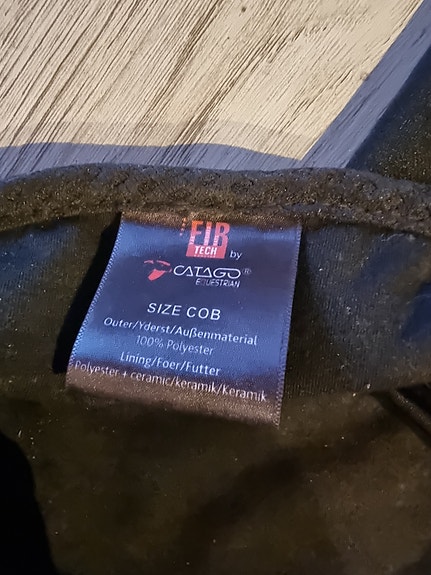 FIR
TECH
by
CATAGO®
EQUESTRIAN
SIZE COB
Outer/Yderst/Außenmaterial
100% Polyester
Lining/Foer/Futter
Polyester + ceramic/keramik/Keramik